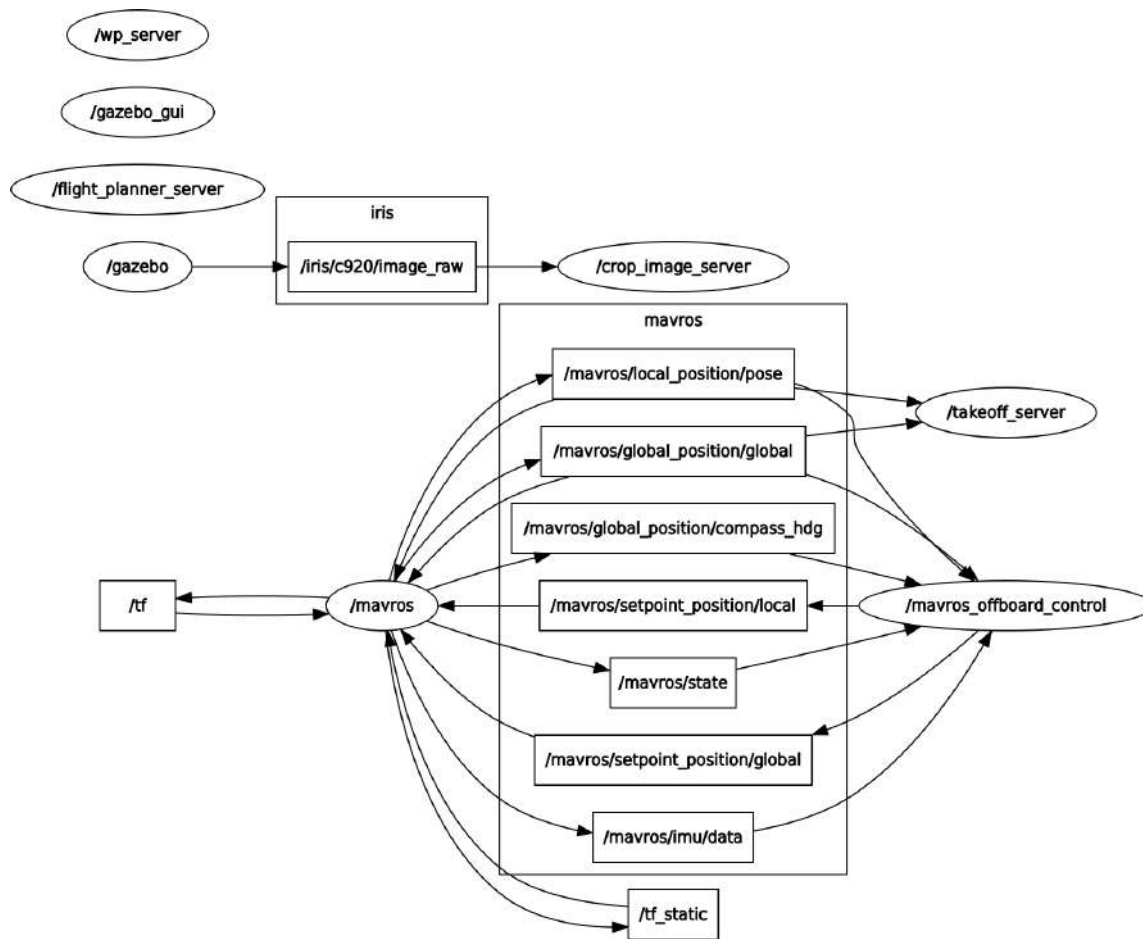 /wp_server
/gazebo_gui
/flight_planner_server
iris
/gazebo
/iris/c920/image_raw
/crop_image_server
mavros
/mavros/local_position/pose
/takeoff_server
/mavros/global_position/global
/mavros/global_position/compass_hdg
/tf
/mavros
/mavros/setpoint_position/local
/mavros_offboard_control
/mavros/state
/mavros/setpoint_position/global
/mavros/imu/data
/tf_static